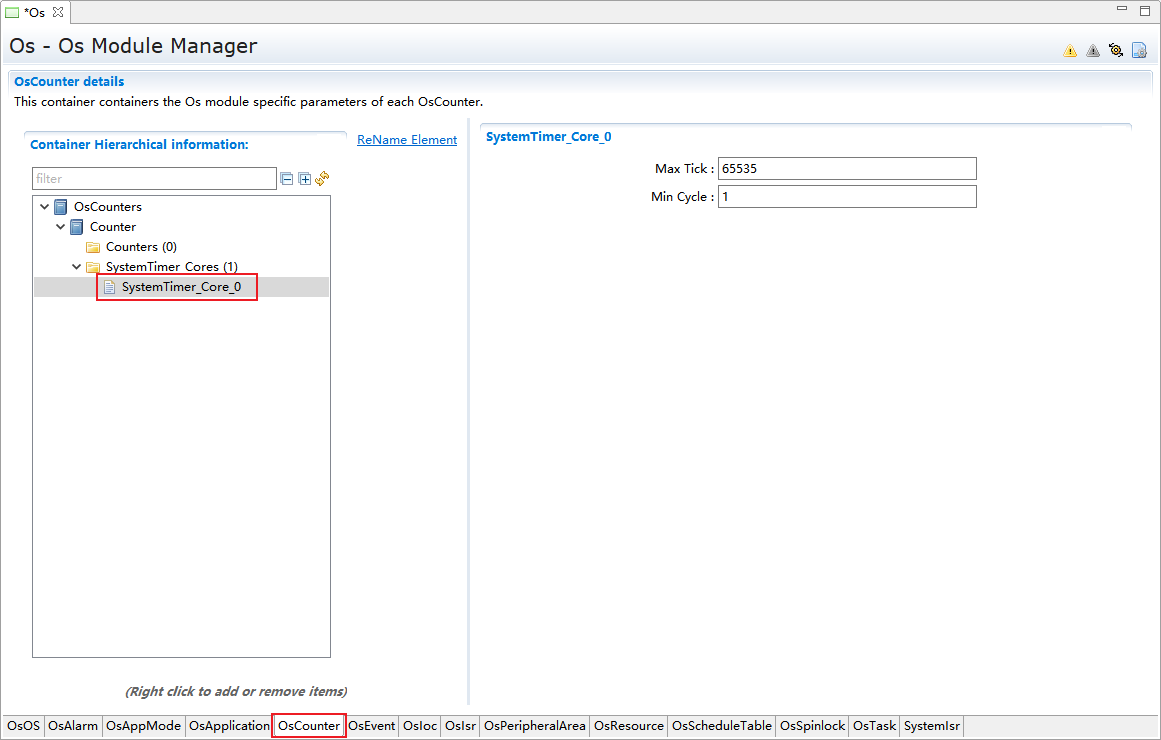 *Os
Os - Os Module Manager
OsCounter details
This container containers the Os module specific parameters of each OsCounter.
Container Hierarchical information:
ReName Element
filter
OsCounters
Counter
Counters (0)
SystemTimer_Cores (1)
SystemTimer_Core_0
(Right click to add or remove items)
SystemTimer_Core_0
Max Tick : 65535
Min Cycle : 1
OsOS OsAlarm OsAppMode OsApplication OsCounter OsEvent OsIoc OsIsr OsPeripheralArea OsResource OsScheduleTable OsSpinlock OsTask SystemIsr